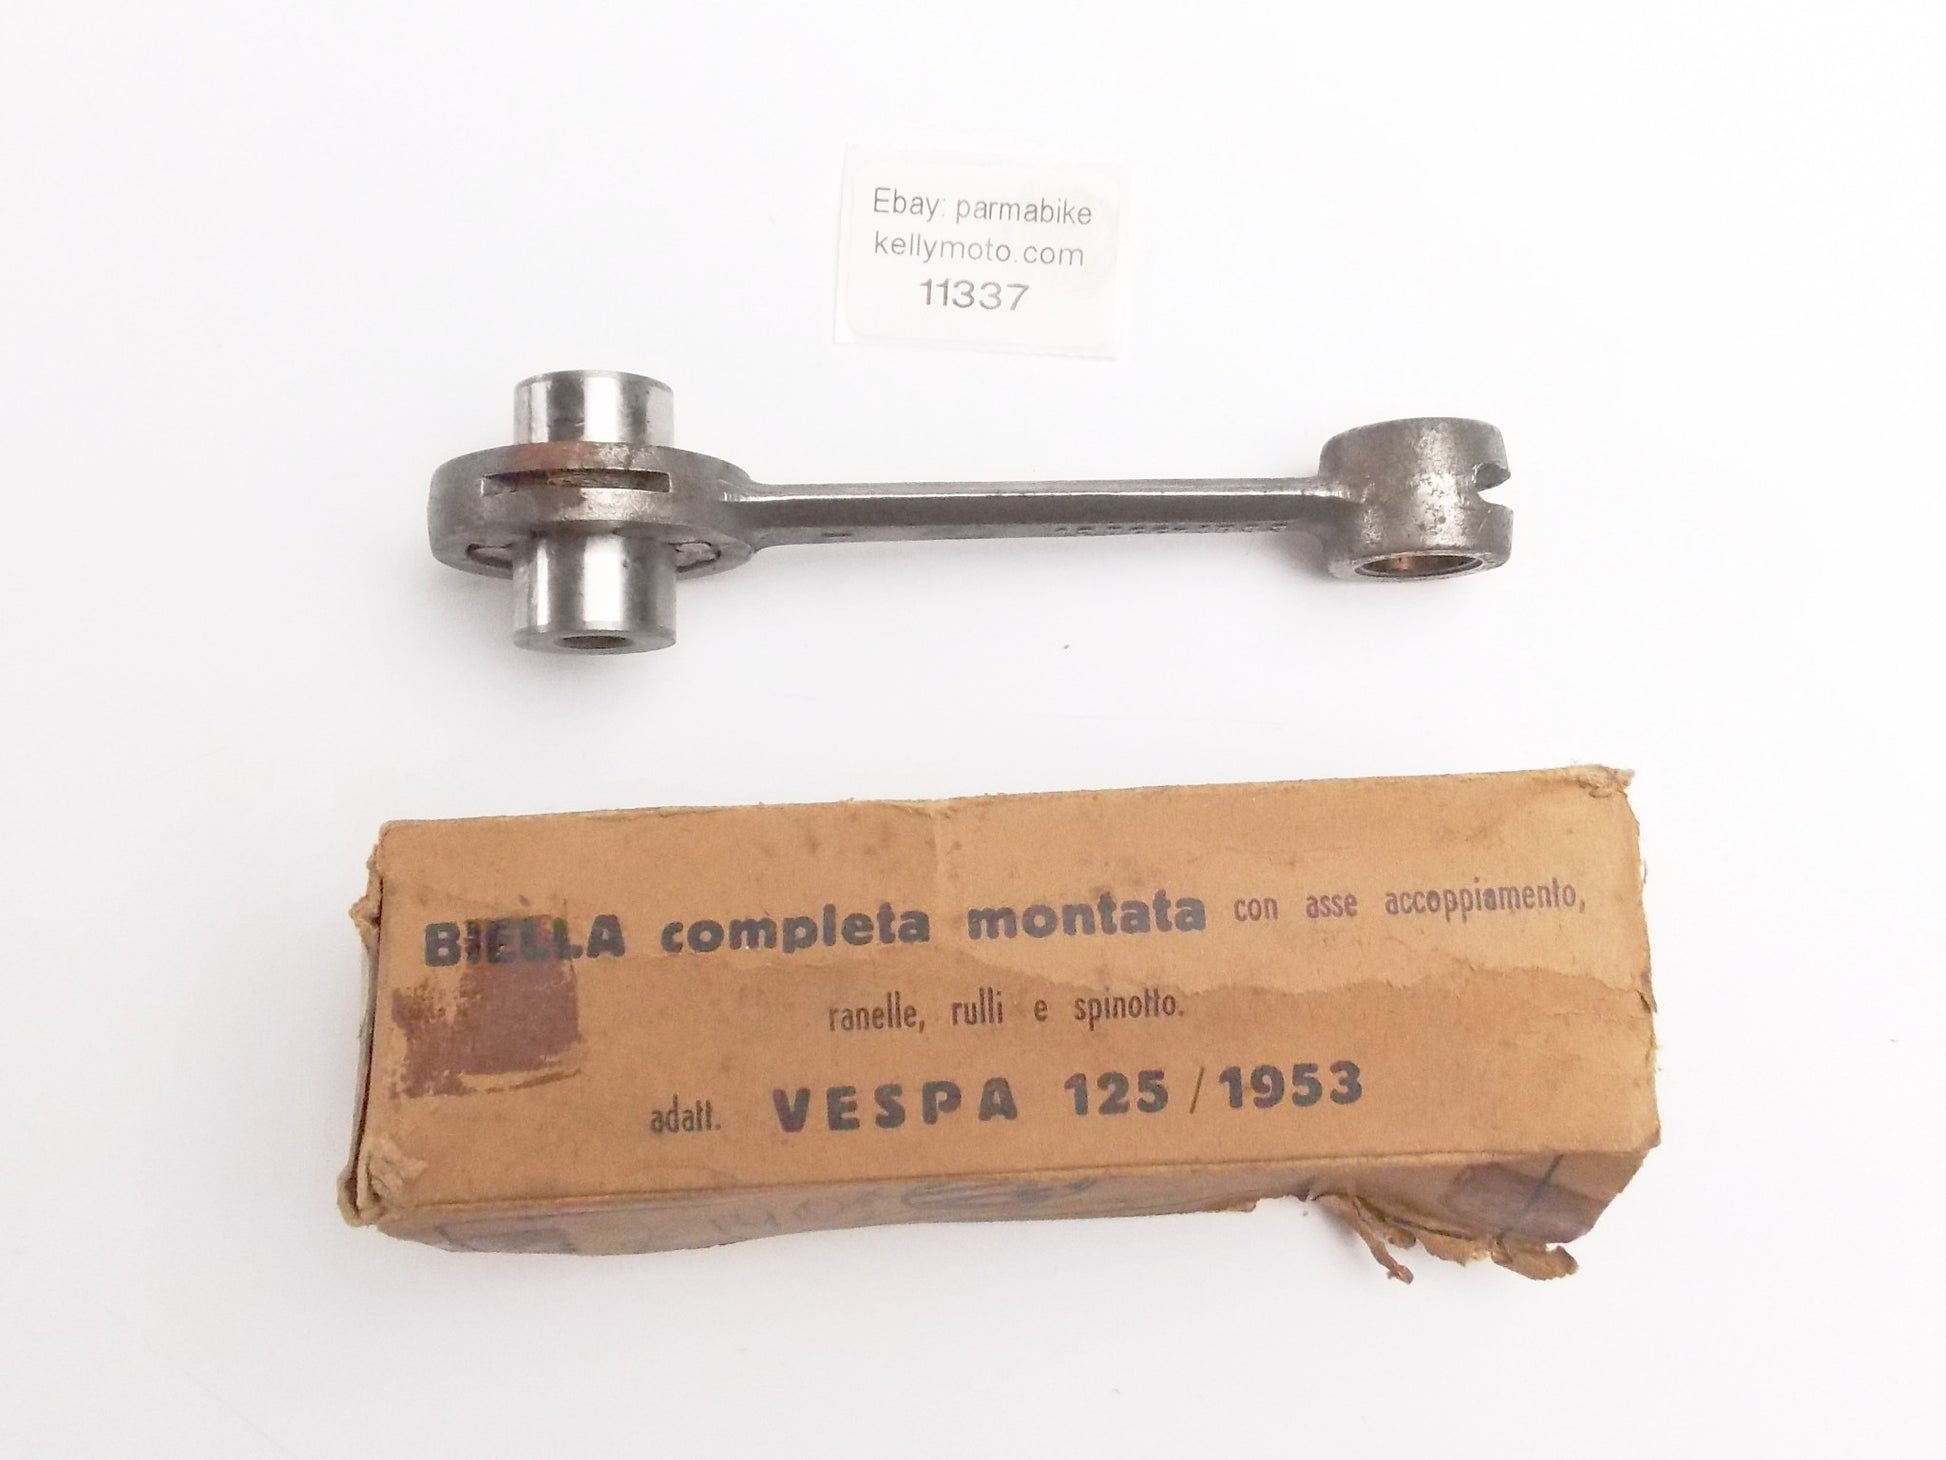 Ebay: parmabike
kellymoto.com
11337
BIELLA completa montata con asse accoppiamento,
ranelle, rulli e spinotto.
adatt. VESPA 125 / 1953